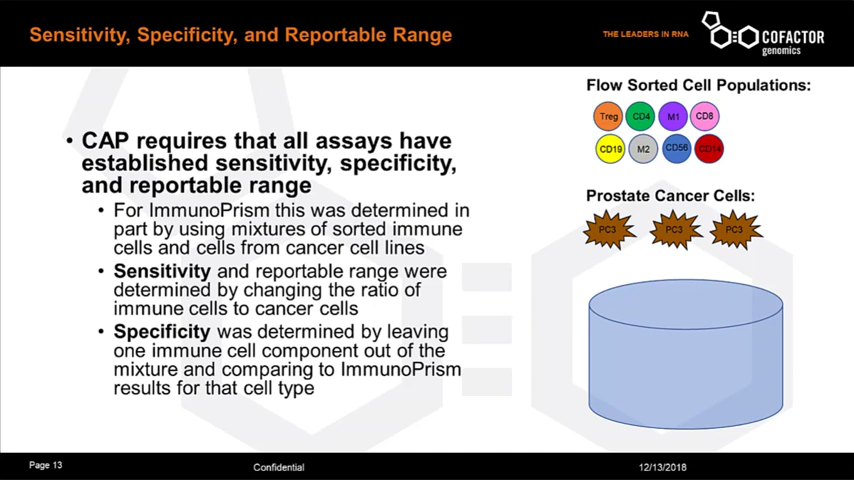 Sensitivity, Specificity, and Reportable Range
THE LEADERS IN RNA
COFACTOR
genomics
• CAP requires that all assays have
established sensitivity, specificity,
and reportable range
• For ImmunoPrism this was determined in
part by using mixtures of sorted immune
cells and cells from cancer cell lines
• Sensitivity and reportable range were
determined by changing the ratio of
immune cells to cancer cells
• Specificity was determined by leaving
one immune cell component out of the
mixture and comparing to ImmunoPrism
results for that cell type
Flow Sorted Cell Populations:
Treg CD4 M1 CD8
CD19 M2 CD56 CD14
Prostate Cancer Cells:
PC3 PC3 PC3
Page 13
Confidential
12/13/2018